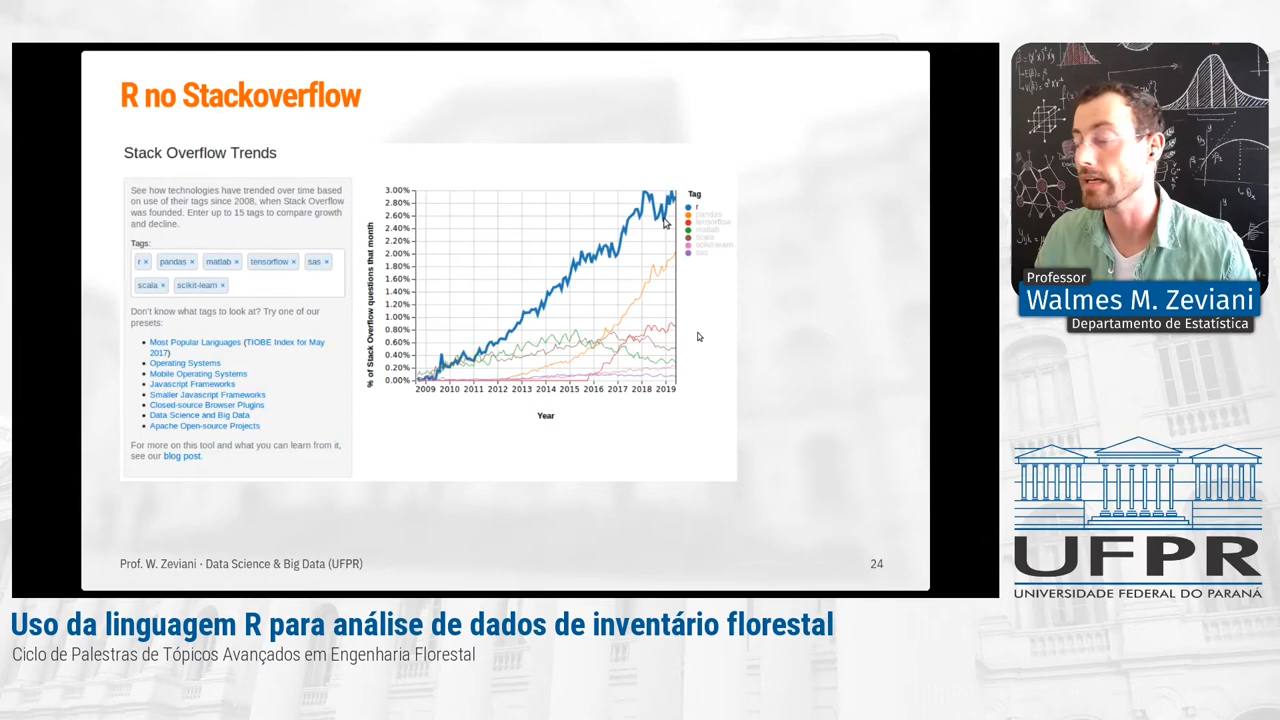 R no Stackoverflow
Stack Overflow Trends
See how technologies have trended over time based
on use of their tags since 2008, when Stack Overflow
was founded. Enter up to 15 tags to compare growth
and decline.
Tags:
r × pandas × matlab × tensorflow × sas ×
scala × scikit-learn ×
Don't know what tags to look at? Try one of our
presets:
Most Popular Languages (TIOBE Index for May
2017)
Operating Systems
Mobile Operating Systems
Javascript Frameworks
Smaller Javascript Frameworks
Closed-source Browser Plugins
Data Science and Big Data
Apache Open-source Projects
For more on this tool and what you can learn from it,
see our blog post.
% of Stack Overflow questions that month
3.00%
2.80%
2.60%
2.40%
2.20%
2.00%
1.80%
1.60%
1.40%
1.20%
1.00%
0.80%
0.60%
0.40%
0.20%
0.00%
2009 2010 2011 2012 2013 2014 2015 2016 2017 2018 2019
Year
Tag
r
pandas
tensorflow
matlab
scala
scikit-learn
sas
Prof. W. Zeviani · Data Science & Big Data (UFPR)
24
Professor
Walmes M. Zeviani
Departamento de Estatística
UFPR
UNIVERSIDADE FEDERAL DO PARANÁ
Uso da linguagem R para análise de dados de inventário florestal
Ciclo de Palestras de Tópicos Avançados em Engenharia Florestal